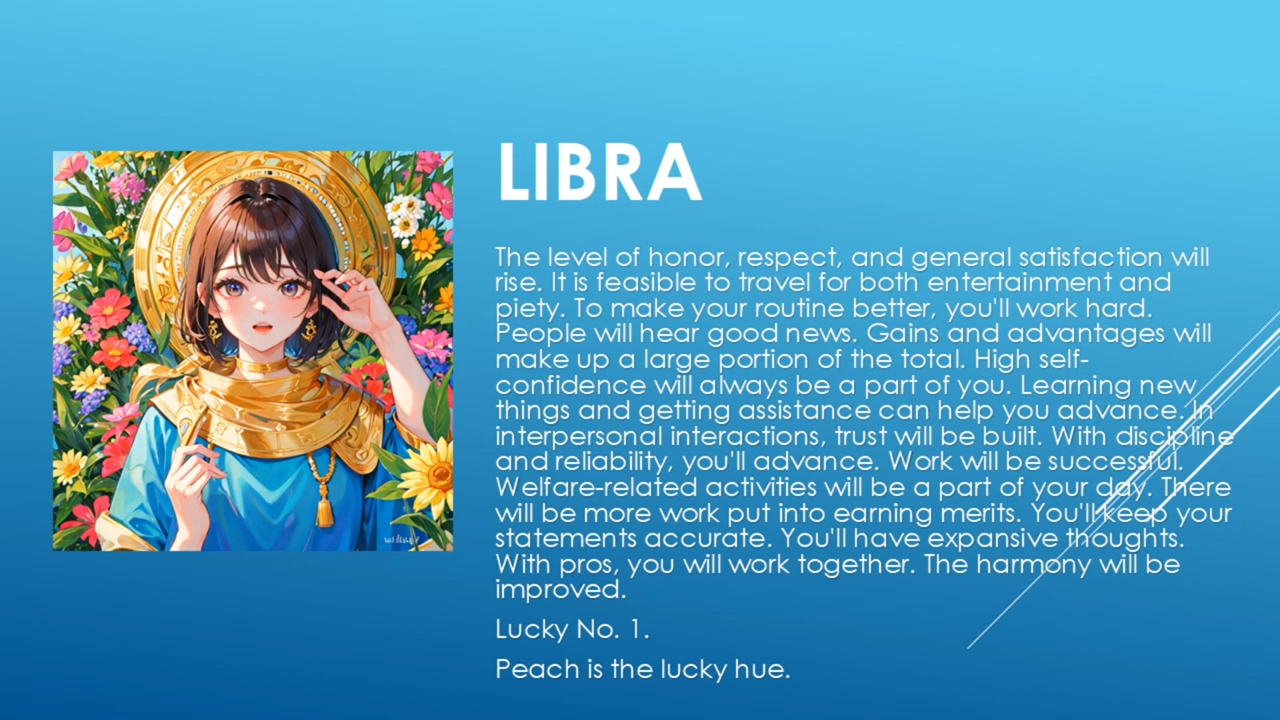 LIBRA
The level of honor, respect, and general satisfaction will
rise. It is feasible to travel for both entertainment and
piety. To make your routine better, you'll work hard.
People will hear good news. Gains and advantages will
make up a large portion of the total. High self-
confidence will always be a part of you. Learning new
things and getting assistance can help you advance. In
interpersonal interactions, trust will be built. With discipline
and reliability, you'll advance. Work will be successful.
Welfare-related activities will be a part of your day. There
will be more work put into earning merits. You'll keep your
statements accurate. You'll have expansive thoughts.
With pros, you will work together. The harmony will be
improved.
Lucky No. 1.
Peach is the lucky hue.